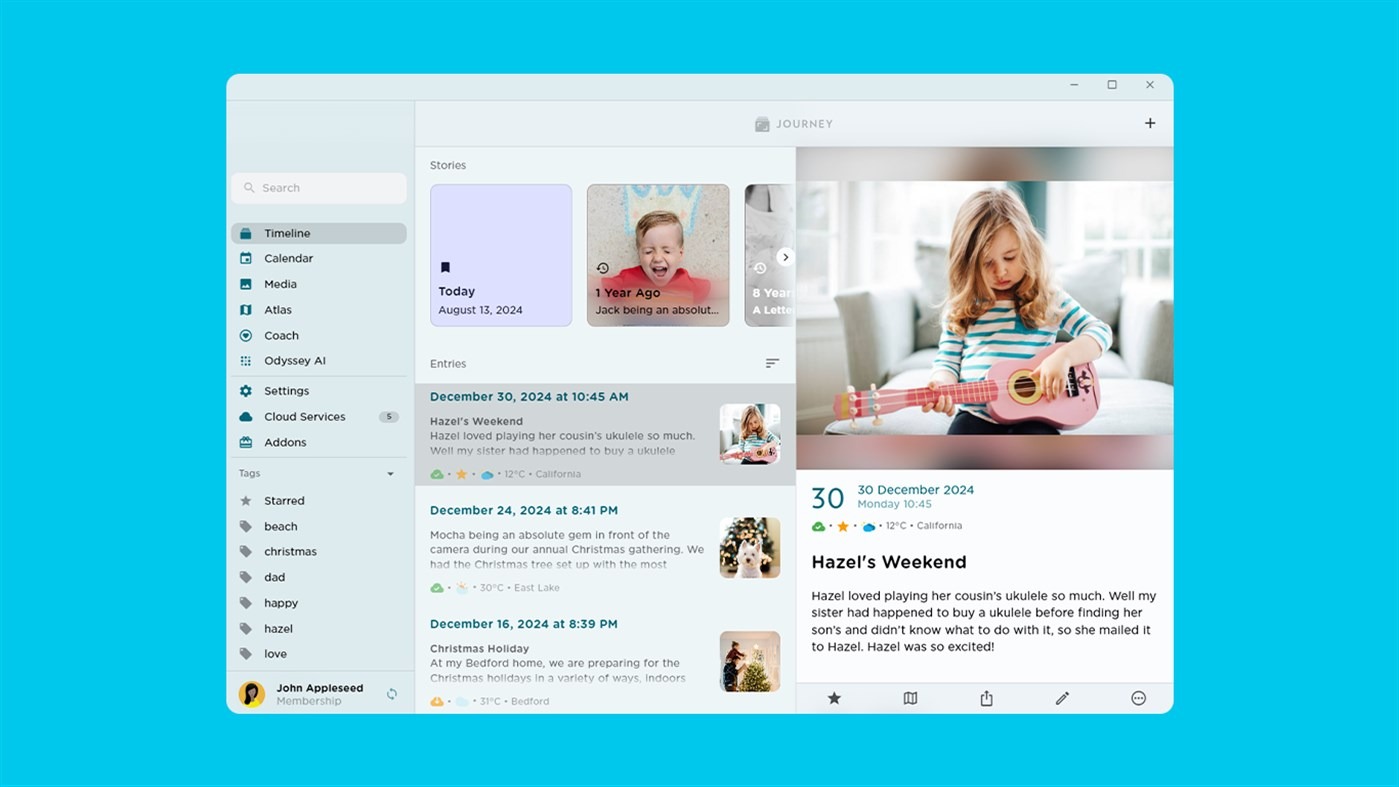 JOURNEY
Search
Timeline
Calendar
Media
Atlas
Coach
Odyssey AI
Settings
Cloud Services
5
Addons
Tags
Starred
beach
christmas
dad
happy
hazel
love
John Appleseed
Membership
Stories
Today
August 13, 2024
1 Year Ago
Jack being an absolut...
8 Years
A Lette
Entries
December 30, 2024 at 10:45 AM
Hazel's Weekend
Hazel loved playing her cousin's ukulele so much.
Well my sister had happened to buy a ukulele
• • • 12°C • California
December 24, 2024 at 8:41 PM
Mocha being an absolute gem in front of the
camera during our annual Christmas gathering. We
had the Christmas tree set up with the most
• • 30°C • East Lake
December 16, 2024 at 8:39 PM
Christmas Holiday
At my Bedford home, we are preparing for the
Christmas holidays in a variety of ways, indoors
• • 31°C • Bedford
30
30 December 2024
Monday 10:45
• • • 12°C • California
Hazel's Weekend
Hazel loved playing her cousin's ukulele so much. Well my
sister had happened to buy a ukulele before finding her
son's and didn't know what to do with it, so she mailed it
to Hazel. Hazel was so excited!